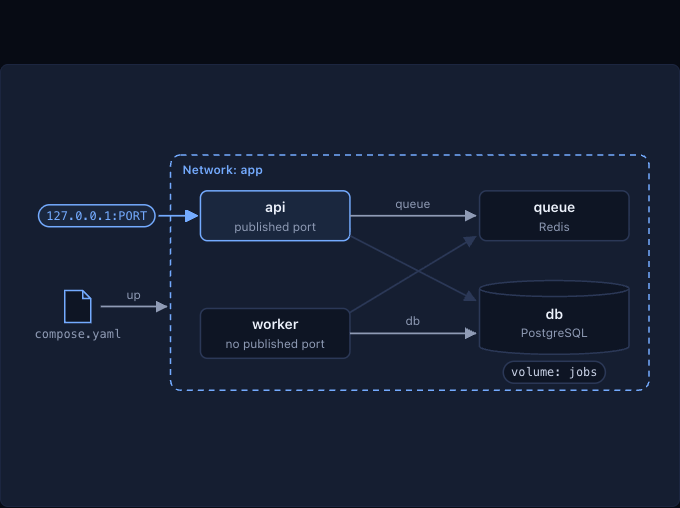 Network: app
127.0.0.1:PORT
api
published port
queue
queue
Redis
up
compose.yaml
worker
no published port
db
db
PostgreSQL
volume: jobs